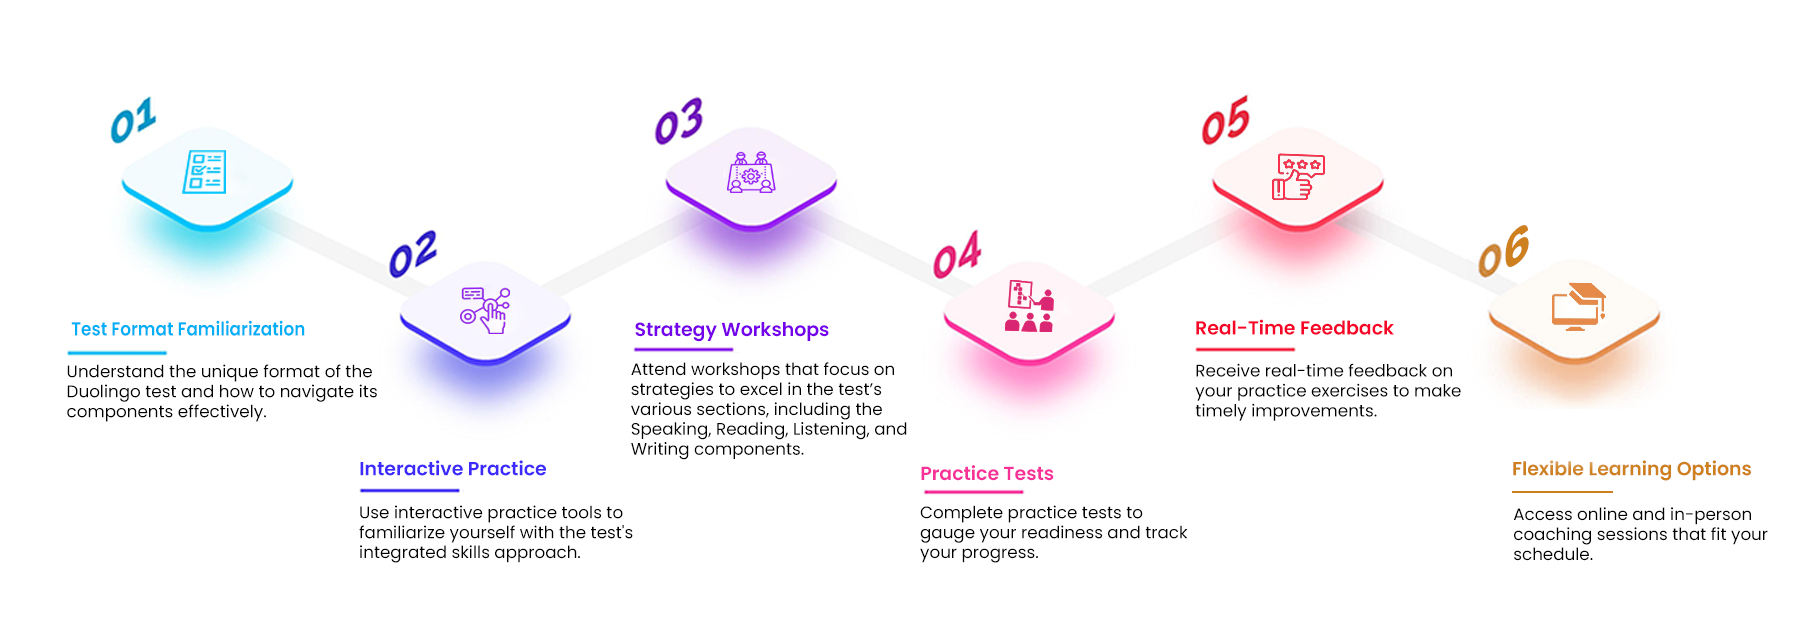 01
Test Format Familiarization
Understand the unique format of the
Duolingo test and how to navigate its
components effectively.
02
Interactive Practice
Use interactive practice tools to
familiarize yourself with the test's
integrated skills approach.
03
Strategy Workshops
Attend workshops that focus on
strategies to excel in the test’s
various sections, including the
Speaking, Reading, Listening, and
Writing components.
04
Practice Tests
Complete practice tests to
gauge your readiness and track
your progress.
05
Real-Time Feedback
Receive real-time feedback on
your practice exercises to make
timely improvements.
06
Flexible Learning Options
Access online and in-person
coaching sessions that fit your
schedule.